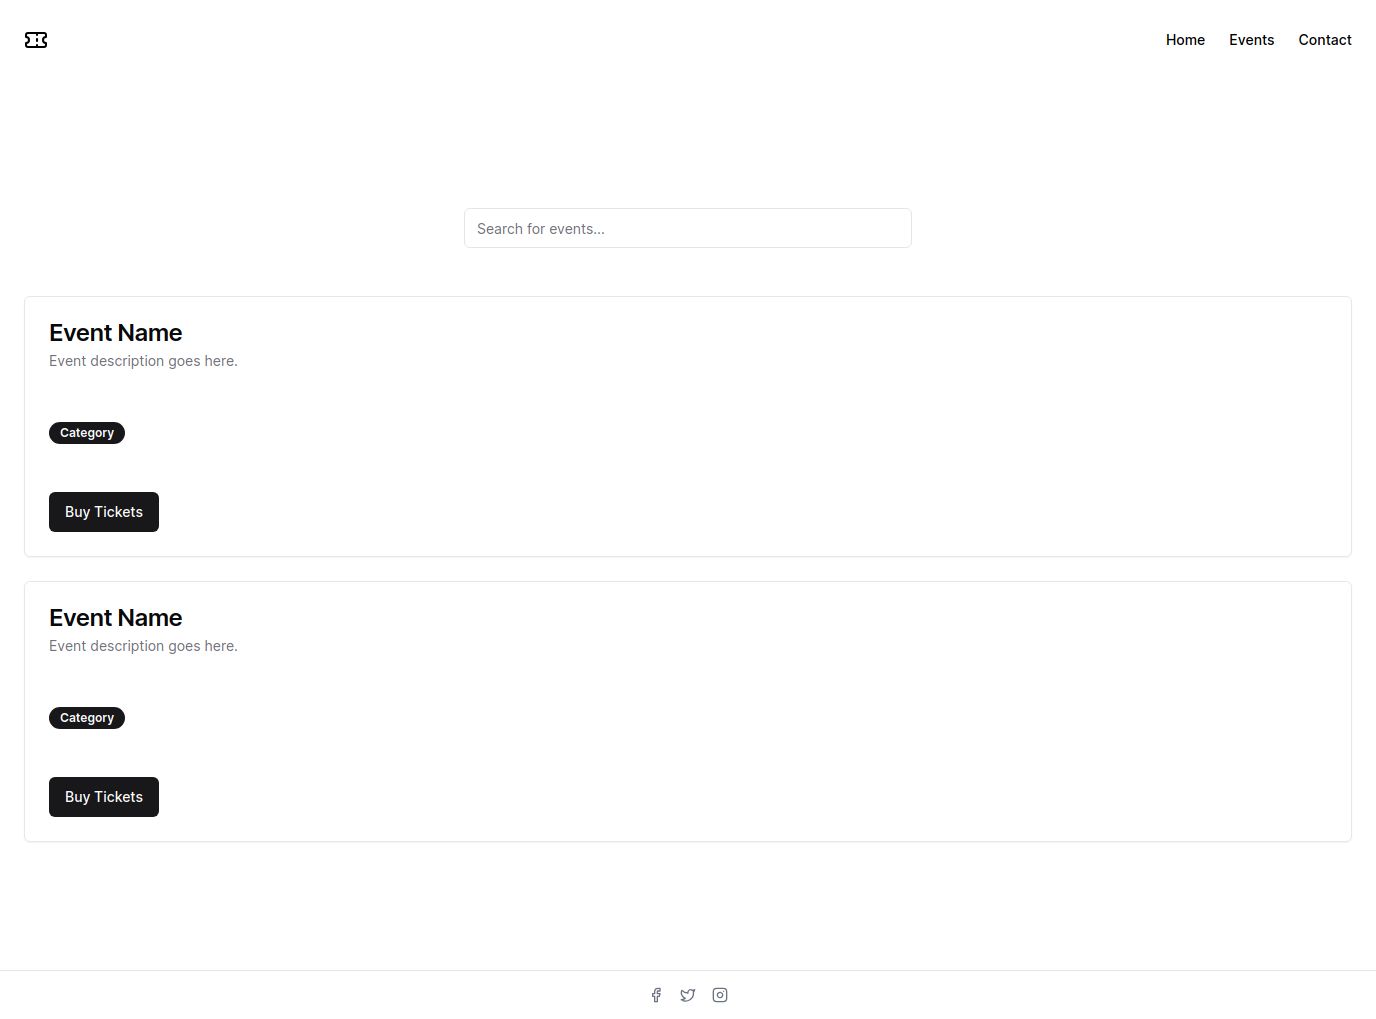 Home Events Contact
Search for events...
Event Name
Event description goes here.
Category
Buy Tickets
Event Name
Event description goes here.
Category
Buy Tickets